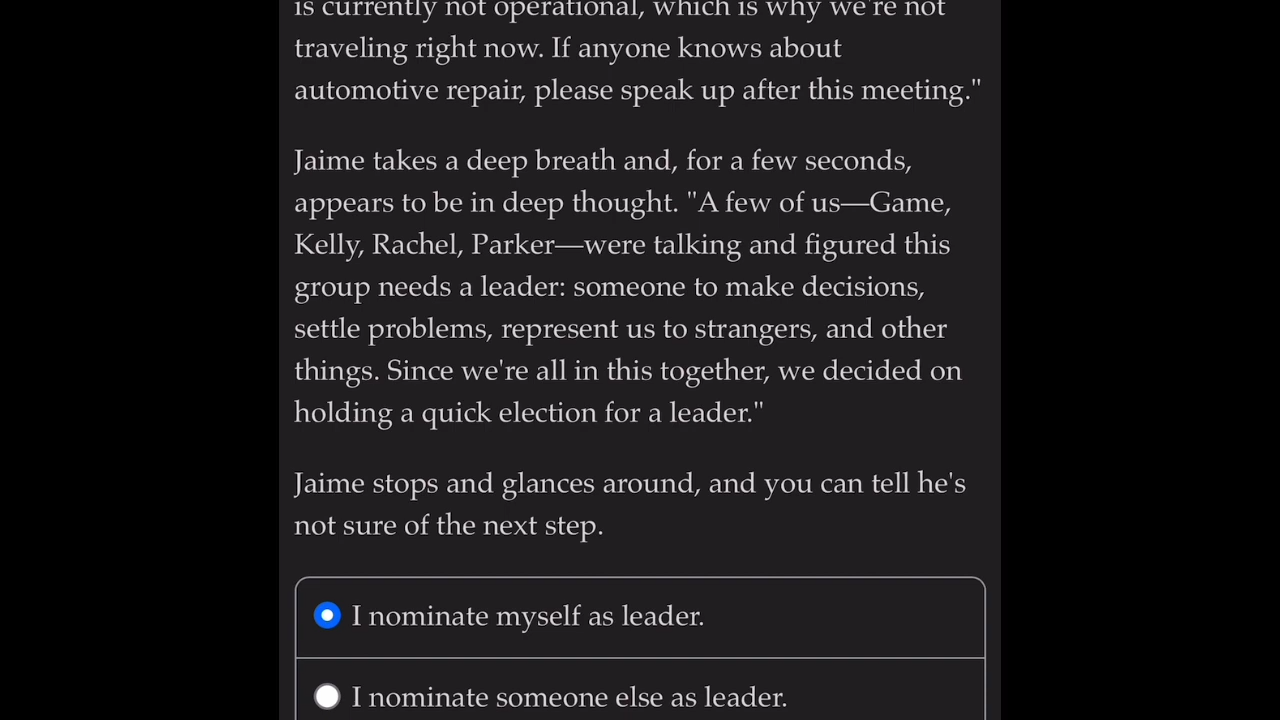 is currently not operational, which is why we're not
traveling right now. If anyone knows about
automotive repair, please speak up after this meeting."
Jaime takes a deep breath and, for a few seconds,
appears to be in deep thought. "A few of us—Game,
Kelly, Rachel, Parker—were talking and figured this
group needs a leader: someone to make decisions,
settle problems, represent us to strangers, and other
things. Since we're all in this together, we decided on
holding a quick election for a leader."
Jaime stops and glances around, and you can tell he's
not sure of the next step.
I nominate myself as leader.
I nominate someone else as leader.